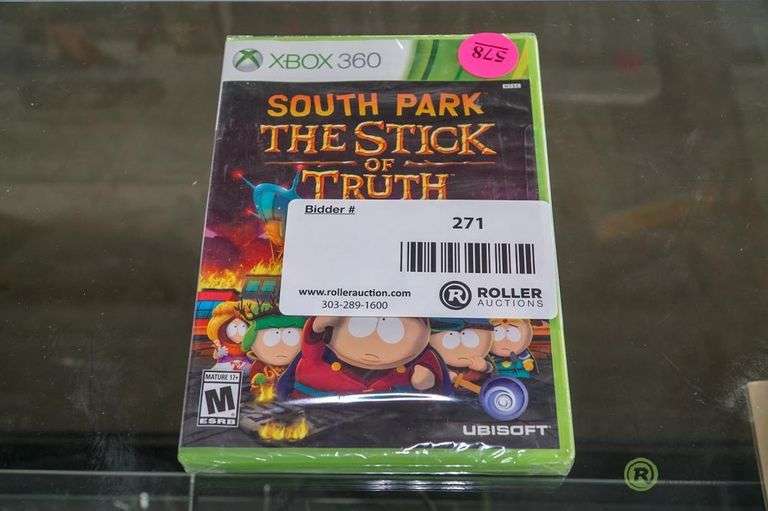 578
XBOX 360
NTSC
SOUTH PARK
THE STICK
OF
TRUTH
Bidder #
271
www.rollerauction.com
303-289-1600
R ROLLER
AUCTIONS
MATURE 17+
M
ESRB
UBISOFT
R